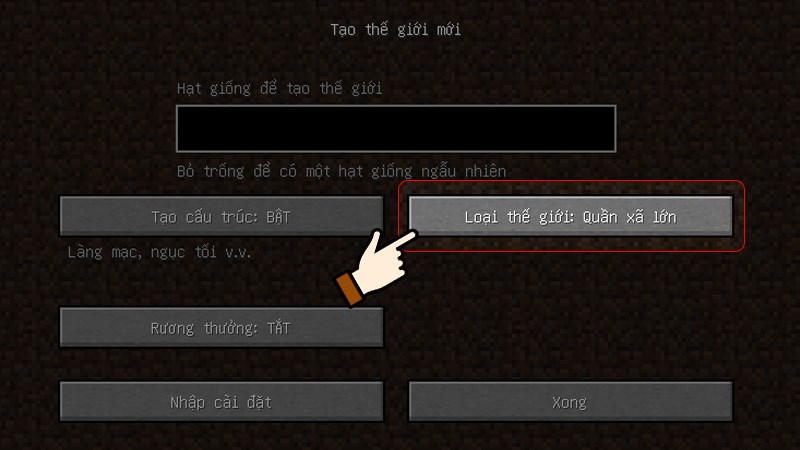 Tạo thế giới mới
Hạt giống để tạo thế giới
Bỏ trống để có một hạt giống ngẫu nhiên
Tạo cấu trúc: BẬT
Loại thế giới: Quần xã lớn
Làng mạc, ngục tối v.v.
Rương thưởng: TẮT
Nhập cài đặt
Xong